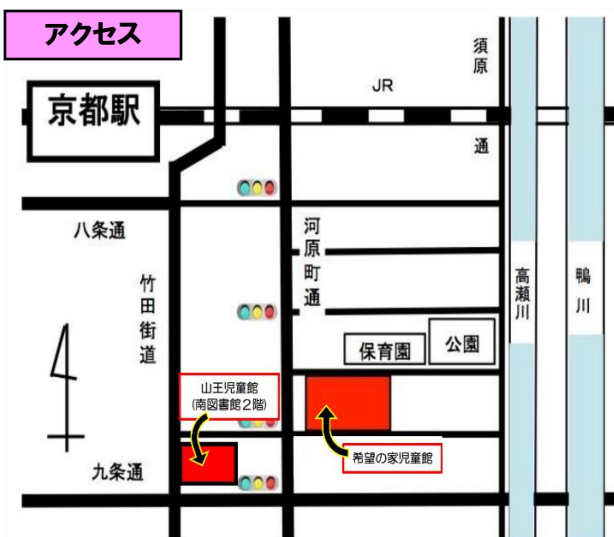 アクセス
京都駅
JR
須原
通
八条通
河原町通
竹田街道
高瀬川
鴨川
保育園
公園
山王児童館
(南図書館２階)
希望の家児童館
九条通